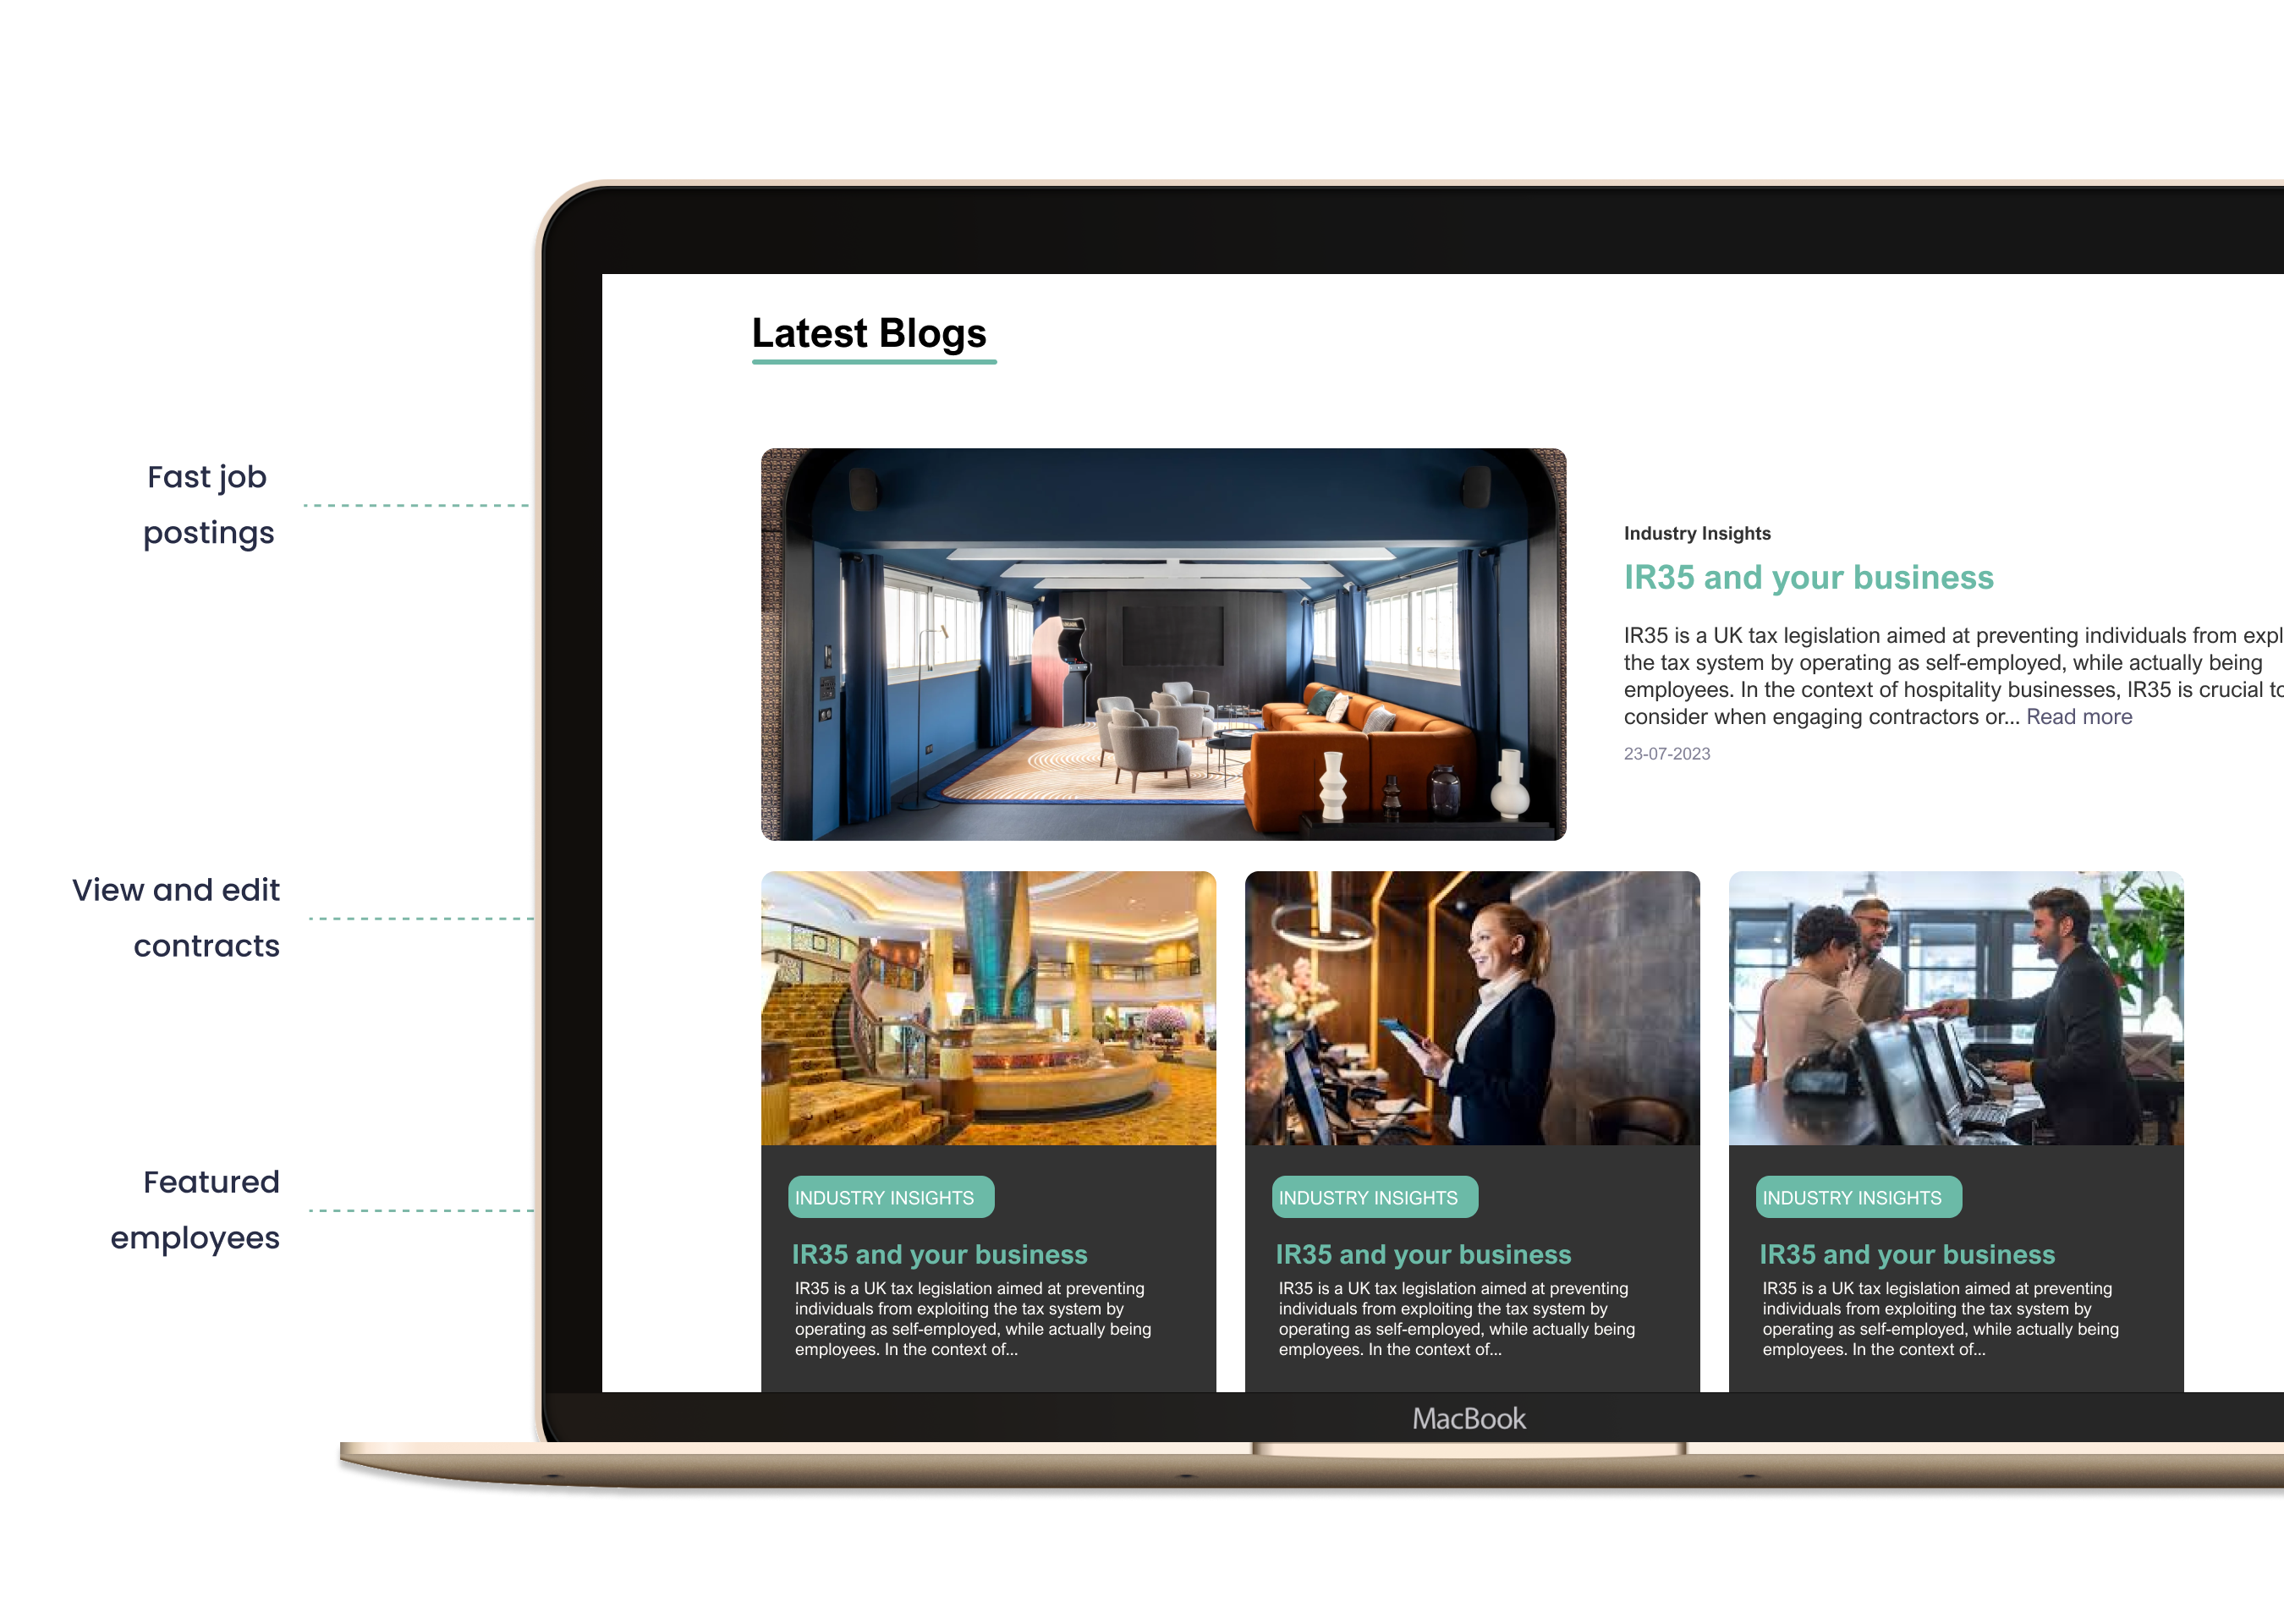 Fast job
postings
View and edit
contracts
Featured
employees
Latest Blogs
Industry Insights
IR35 and your business
IR35 is a UK tax legislation aimed at preventing individuals from expl
the tax system by operating as self-employed, while actually being
employees. In the context of hospitality businesses, IR35 is crucial to
consider when engaging contractors or... Read more
23-07-2023
INDUSTRY INSIGHTS
IR35 and your business
IR35 is a UK tax legislation aimed at preventing
individuals from exploiting the tax system by
operating as self-employed, while actually being
employees. In the context of...
INDUSTRY INSIGHTS
IR35 and your business
IR35 is a UK tax legislation aimed at preventing
individuals from exploiting the tax system by
operating as self-employed, while actually being
employees. In the context of...
INDUSTRY INSIGHTS
IR35 and your business
IR35 is a UK tax legislation aimed at preventing
individuals from exploiting the tax system by
operating as self-employed, while actually being
employees. In the context of...
MacBook